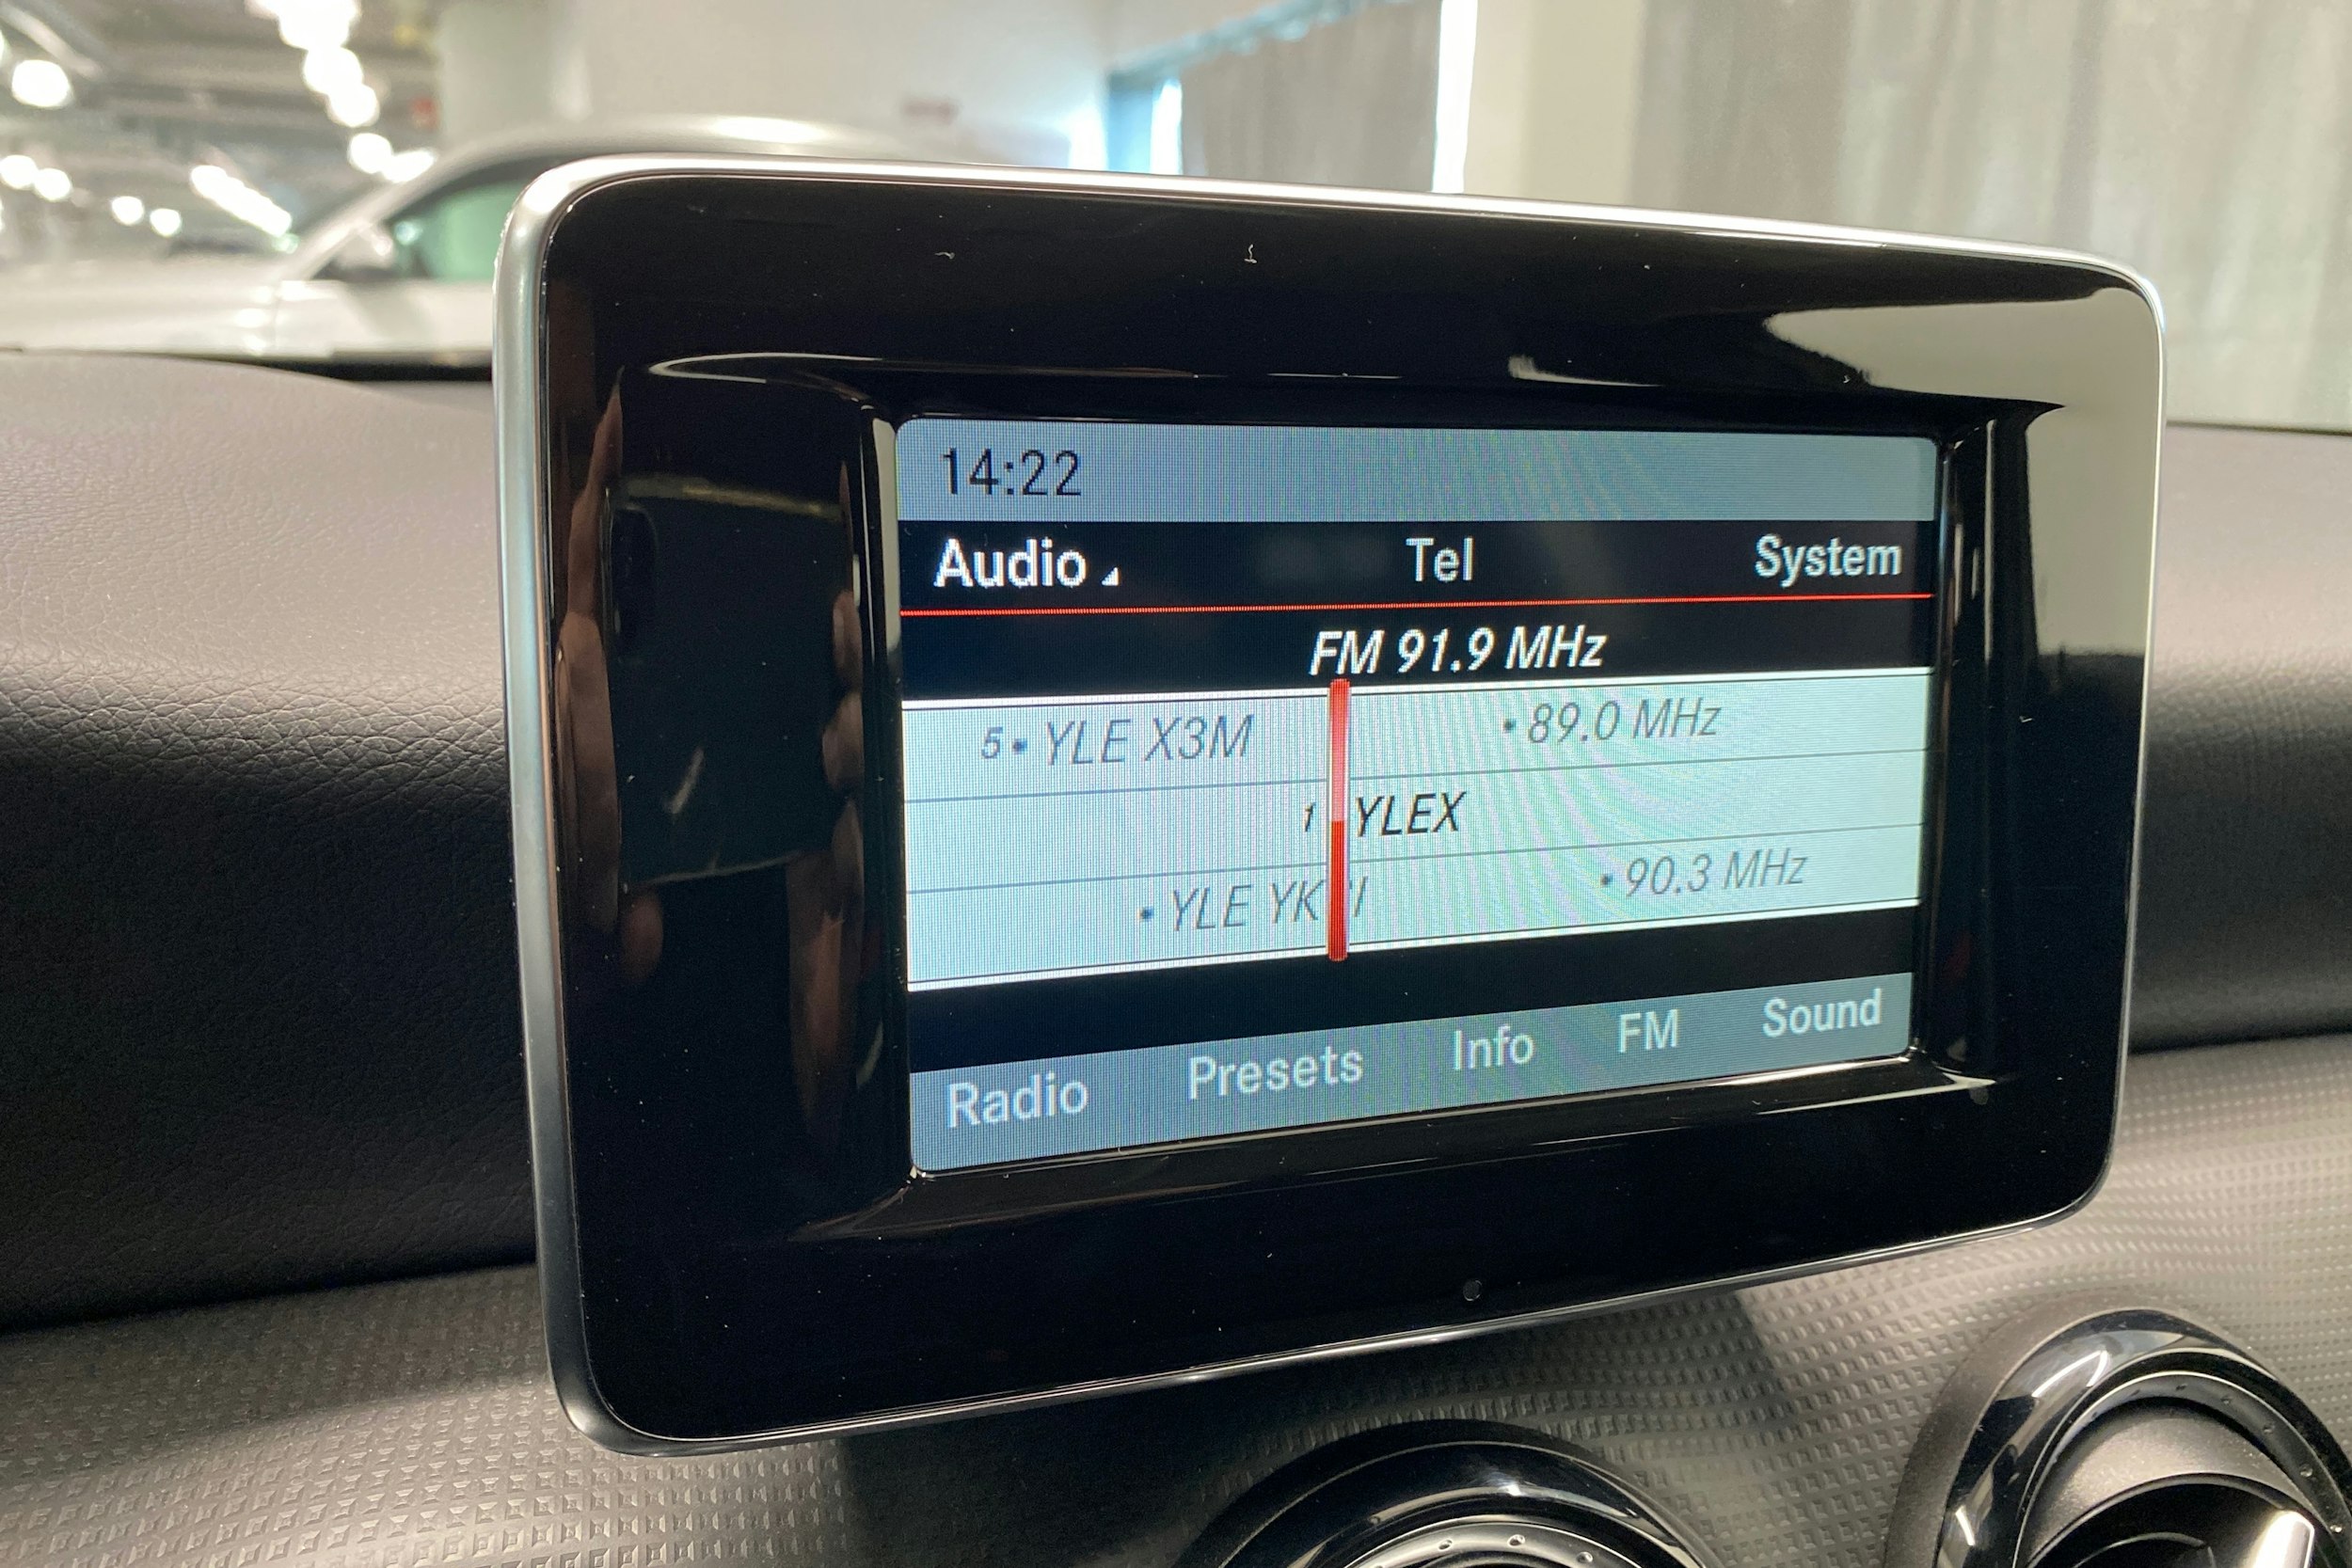 14:22
Audio Tel System
FM 91.9 MHz
5 • YLE X3M • 89.0 MHz
1 YLEX
• YLE • 90.3 MHz
Radio Presets Info FM Sound